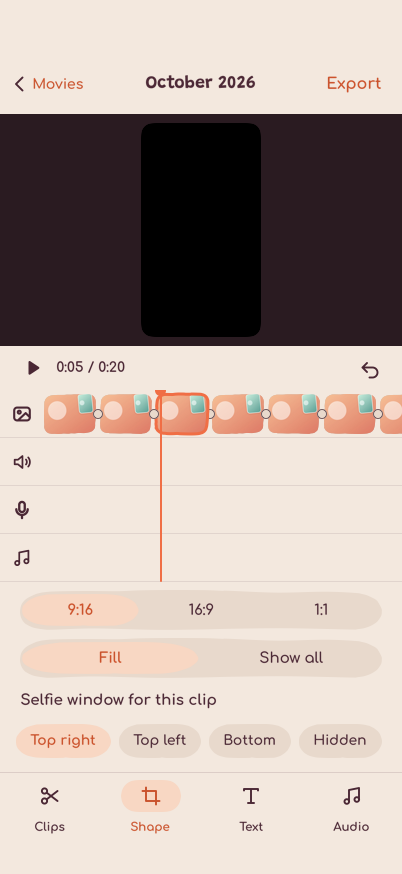 Movies
October 2026
Export
0:05 / 0:20
9:16 16:9 1:1
Fill Show all
Selfie window for this clip
Top right Top left Bottom Hidden
Clips Shape Text Audio